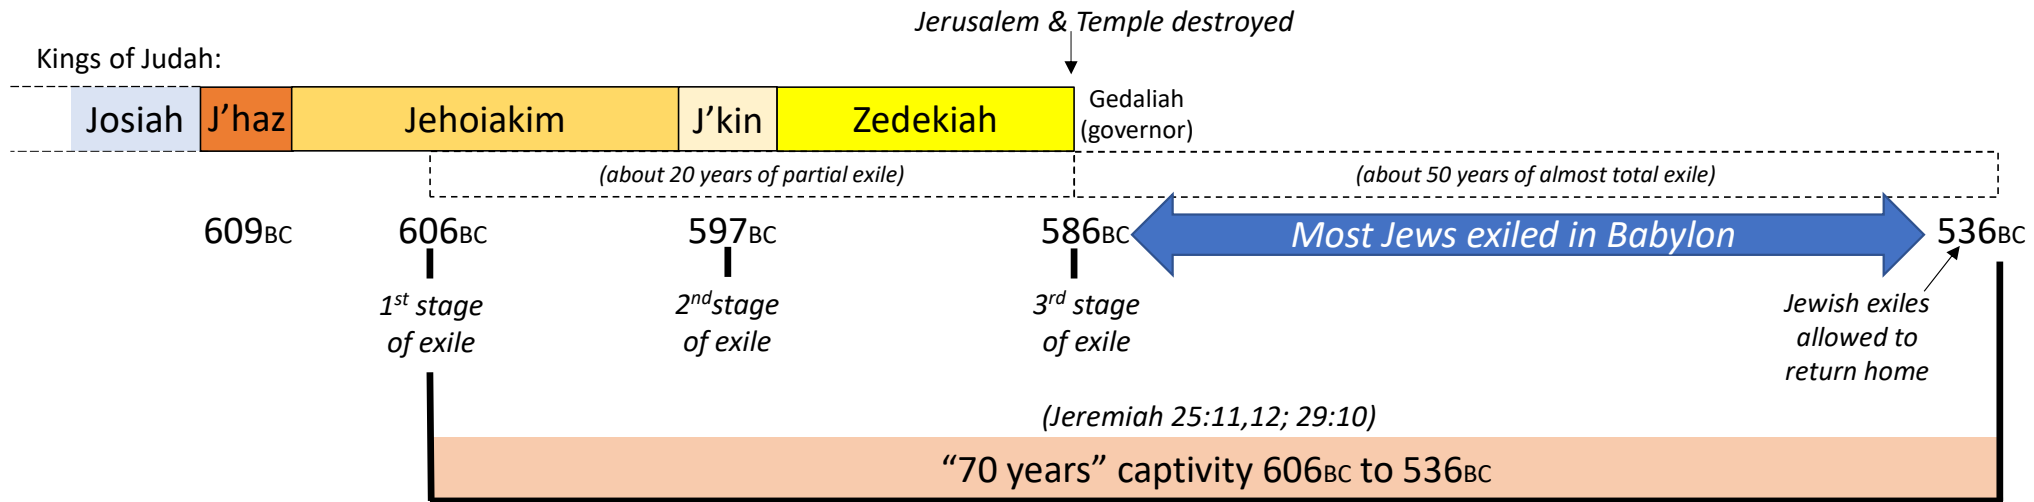 Jerusalem & Temple destroyed
Kings of Judah:
Josiah
J’haz
Jehoiakim
J’kin
Zedekiah
Gedaliah
(governor)
(about 20 years of partial exile)
(about 50 years of almost total exile)
609BC
606BC
597BC
586BC
Most Jews exiled in Babylon
536BC
1st stage
of exile
2nd stage
of exile
3rd stage
of exile
Jewish exiles
allowed to
return home
(Jeremiah 25:11,12; 29:10)
“70 years” captivity 606BC to 536BC